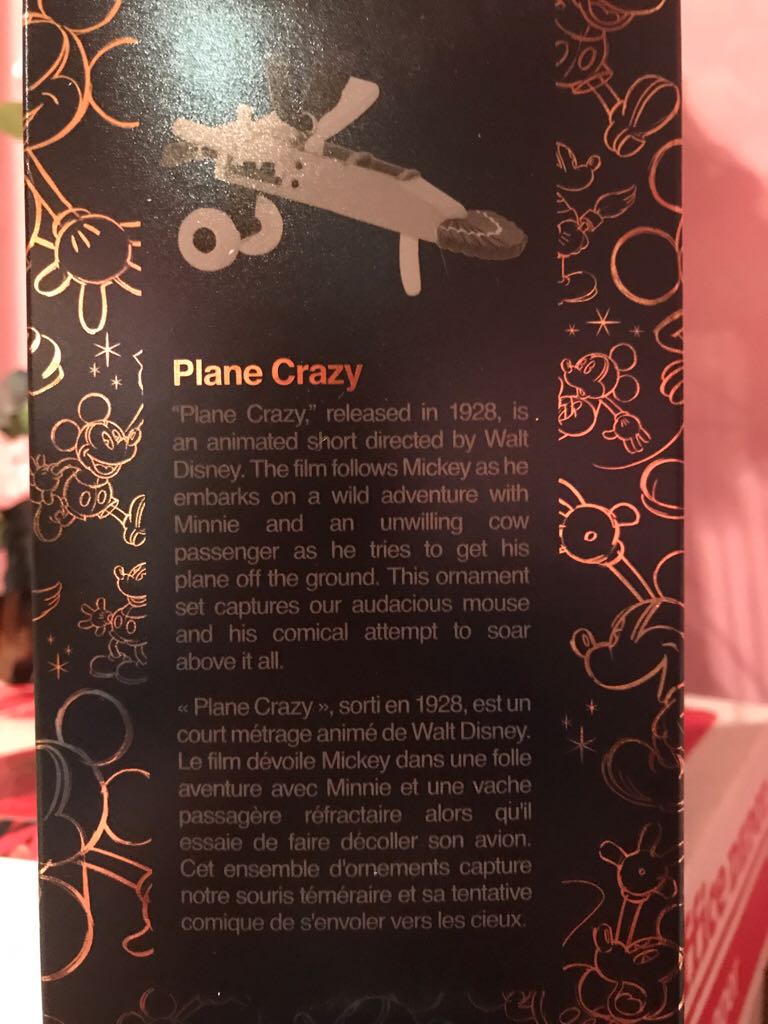 Plane Crazy
"Plane Crazy," released in 1928, is
an animated short directed by Walt
Disney. The film follows Mickey as he
embarks on a wild adventure with
Minnie and an unwilling cow
passenger as he tries to get his
plane off the ground. This ornament
set captures our audacious mouse
and his comical attempt to soar
above it all.
« Plane Crazy », sorti en 1928, est un
court métrage animé de Walt Disney.
Le film dévoile Mickey dans une folle
aventure avec Minnie et une vache
passagère réfractaire alors qu'il
essaie de faire décoller son avion.
Cet ensemble d'ornements capture
notre souris téméraire et sa tentative
comique de s'envoler vers les cieux.